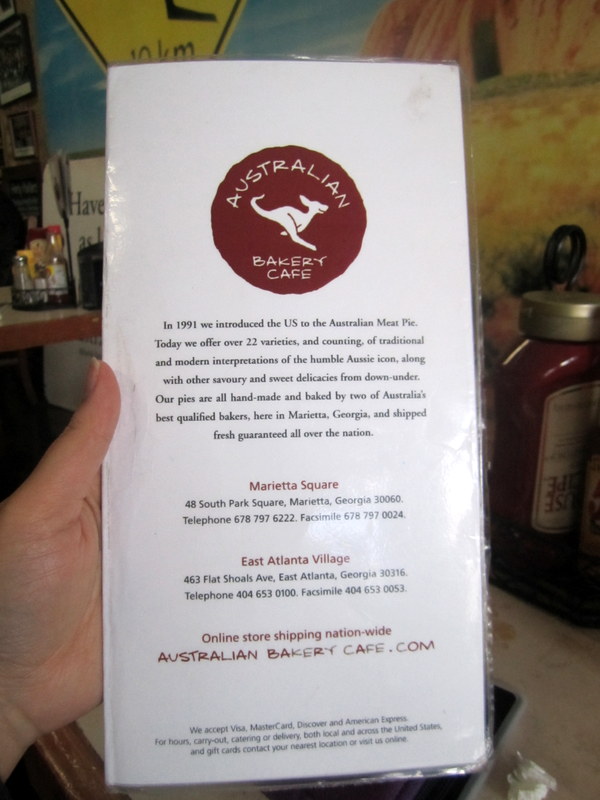 10 km
Have
as
AUSTRALIAN
BAKERY
CAFE
In 1991 we introduced the US to the Australian Meat Pie.
Today we offer over 22 varieties, and counting, of traditional
and modern interpretations of the humble Aussie icon, along
with other savoury and sweet delicacies from down-under.
Our pies are all hand-made and baked by two of Australia's
best qualified bakers, here in Marietta, Georgia, and shipped
fresh guaranteed all over the nation.
Marietta Square
48 South Park Square, Marietta, Georgia 30060.
Telephone 678 797 6222. Facsimile 678 797 0024.
East Atlanta Village
463 Flat Shoals Ave, East Atlanta, Georgia 30316.
Telephone 404 653 0100. Facsimile 404 653 0053.
Online store shipping nation-wide
AUSTRALIAN BAKERY CAFE.COM
We accept Visa, MasterCard, Discover and American Express.
For hours, carry-out, catering or delivery, both local and across the United States,
and gift cards contact your nearest location or visit us online.